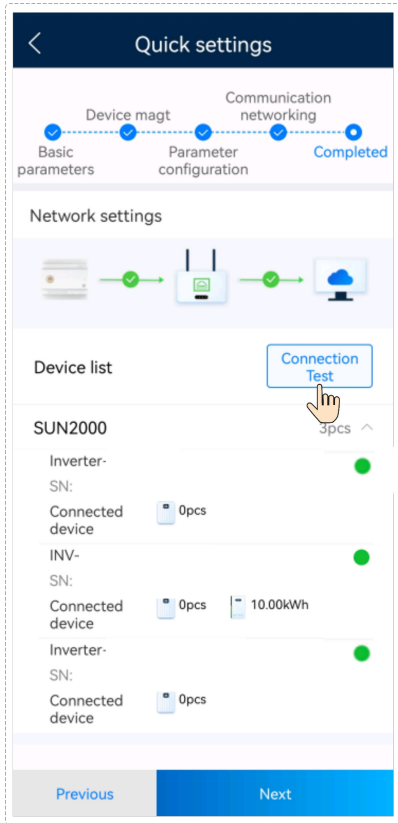 Quick settings
Communication
Device magt
networking
Basic
parameters
Parameter
configuration
Completed
Network settings
Device list
Connection
Test
SUN2000
3pcs
Inverter-
SN:
Connected
device
0pcs
INV-
SN:
Connected
device
0pcs
10.00kWh
Inverter-
SN:
Connected
device
0pcs
Previous
Next